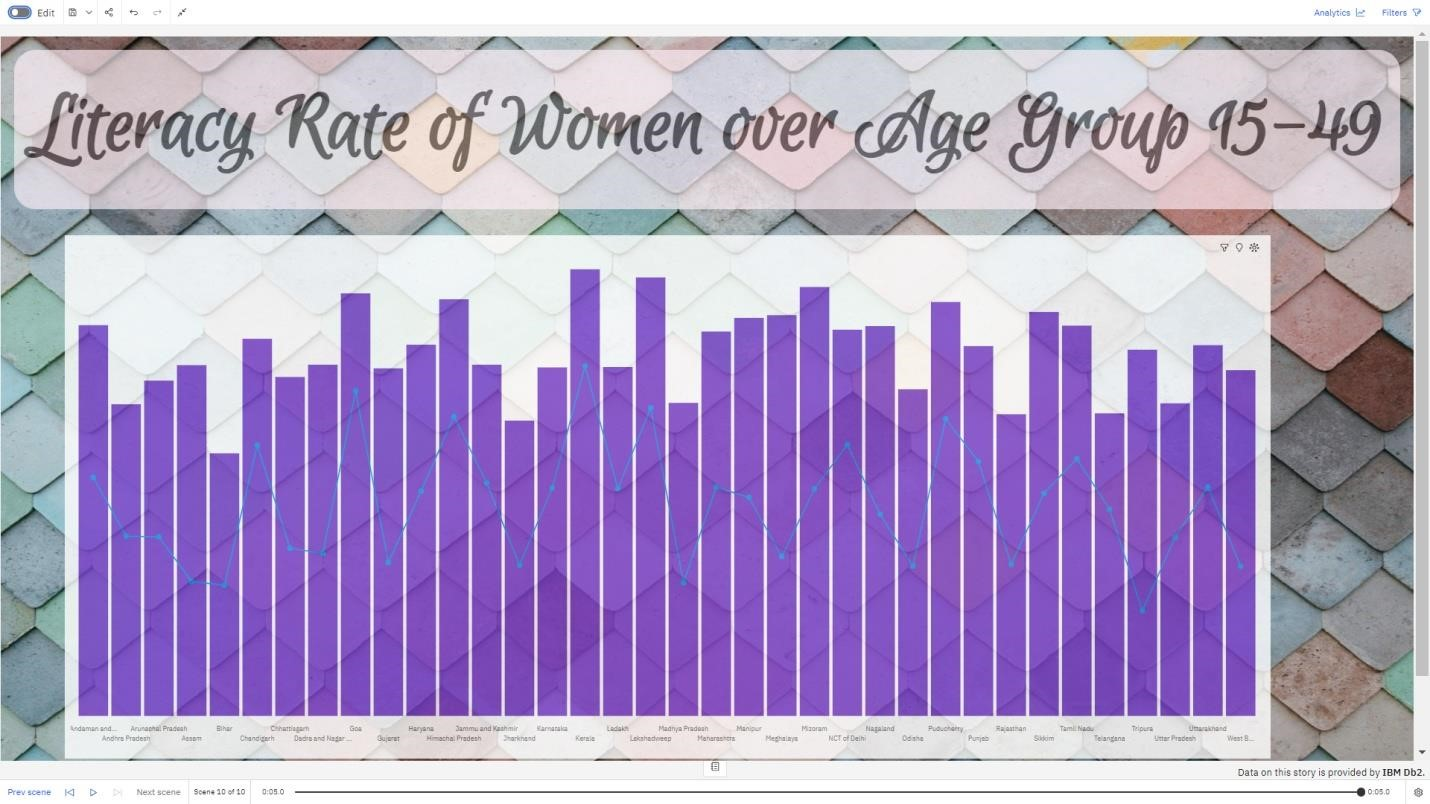 Edit
Analytics
Filters
Literacy Rate of Women over Age Group 15-49
Andaman and... Arunachal Pradesh Bihar Chhattisgarh Goa Haryana Jammu and Kashmir Karnataka Ladakh Madhya Pradesh Manipur Mizoram Nagaland Puducherry Rajasthan Tamil Nadu Tripura Uttarakhand
Andhra Pradesh Assam Chandigarh Dadra and Nagar ... Gujarat Himachal Pradesh Jharkhand Kerala Lakshadweep Maharashtra Meghalaya NCT of Delhi Odisha Punjab Sikkim Telangana Uttar Pradesh West B...
Data on this story is provided by IBM Db2.
Prev scene
Next scene
Scene 10 of 10
0:05.0
0:05.0